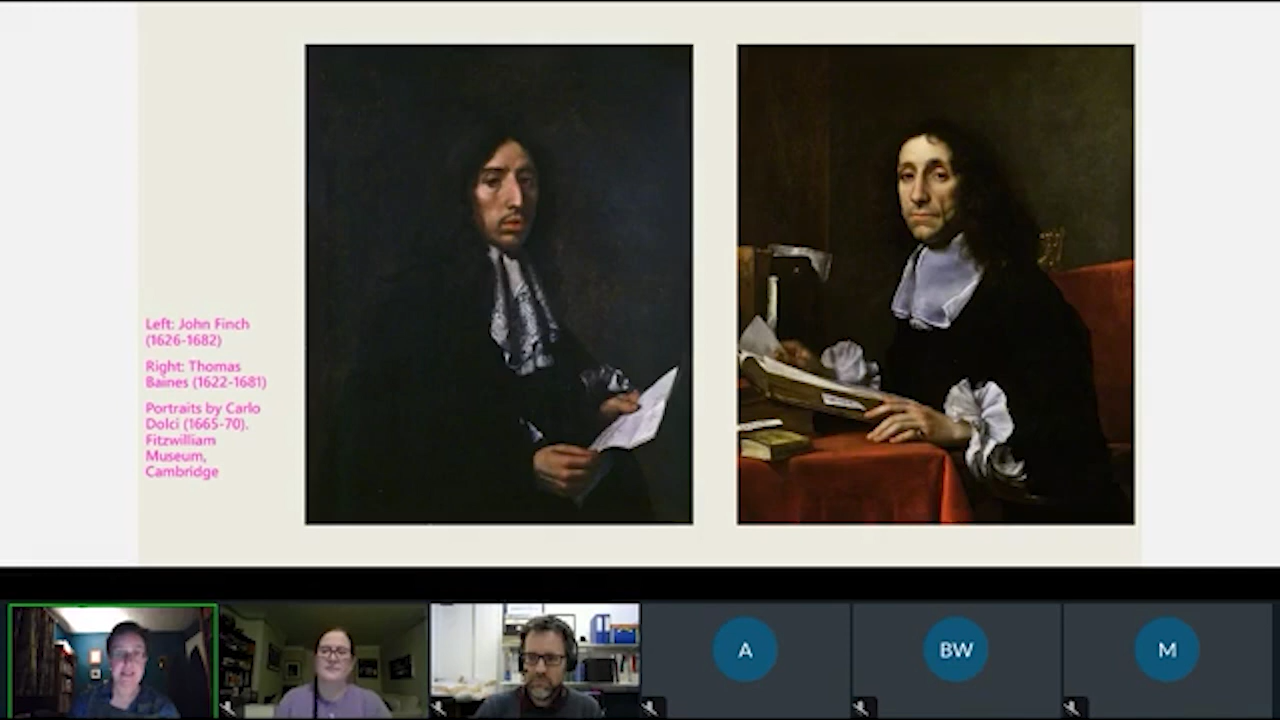 Left: John Finch
(1626-1682)
Right: Thomas
Baines (1622-1681)
Portraits by Carlo
Dolci (1665-70).
Fitzwilliam
Museum,
Cambridge
A
BW
M